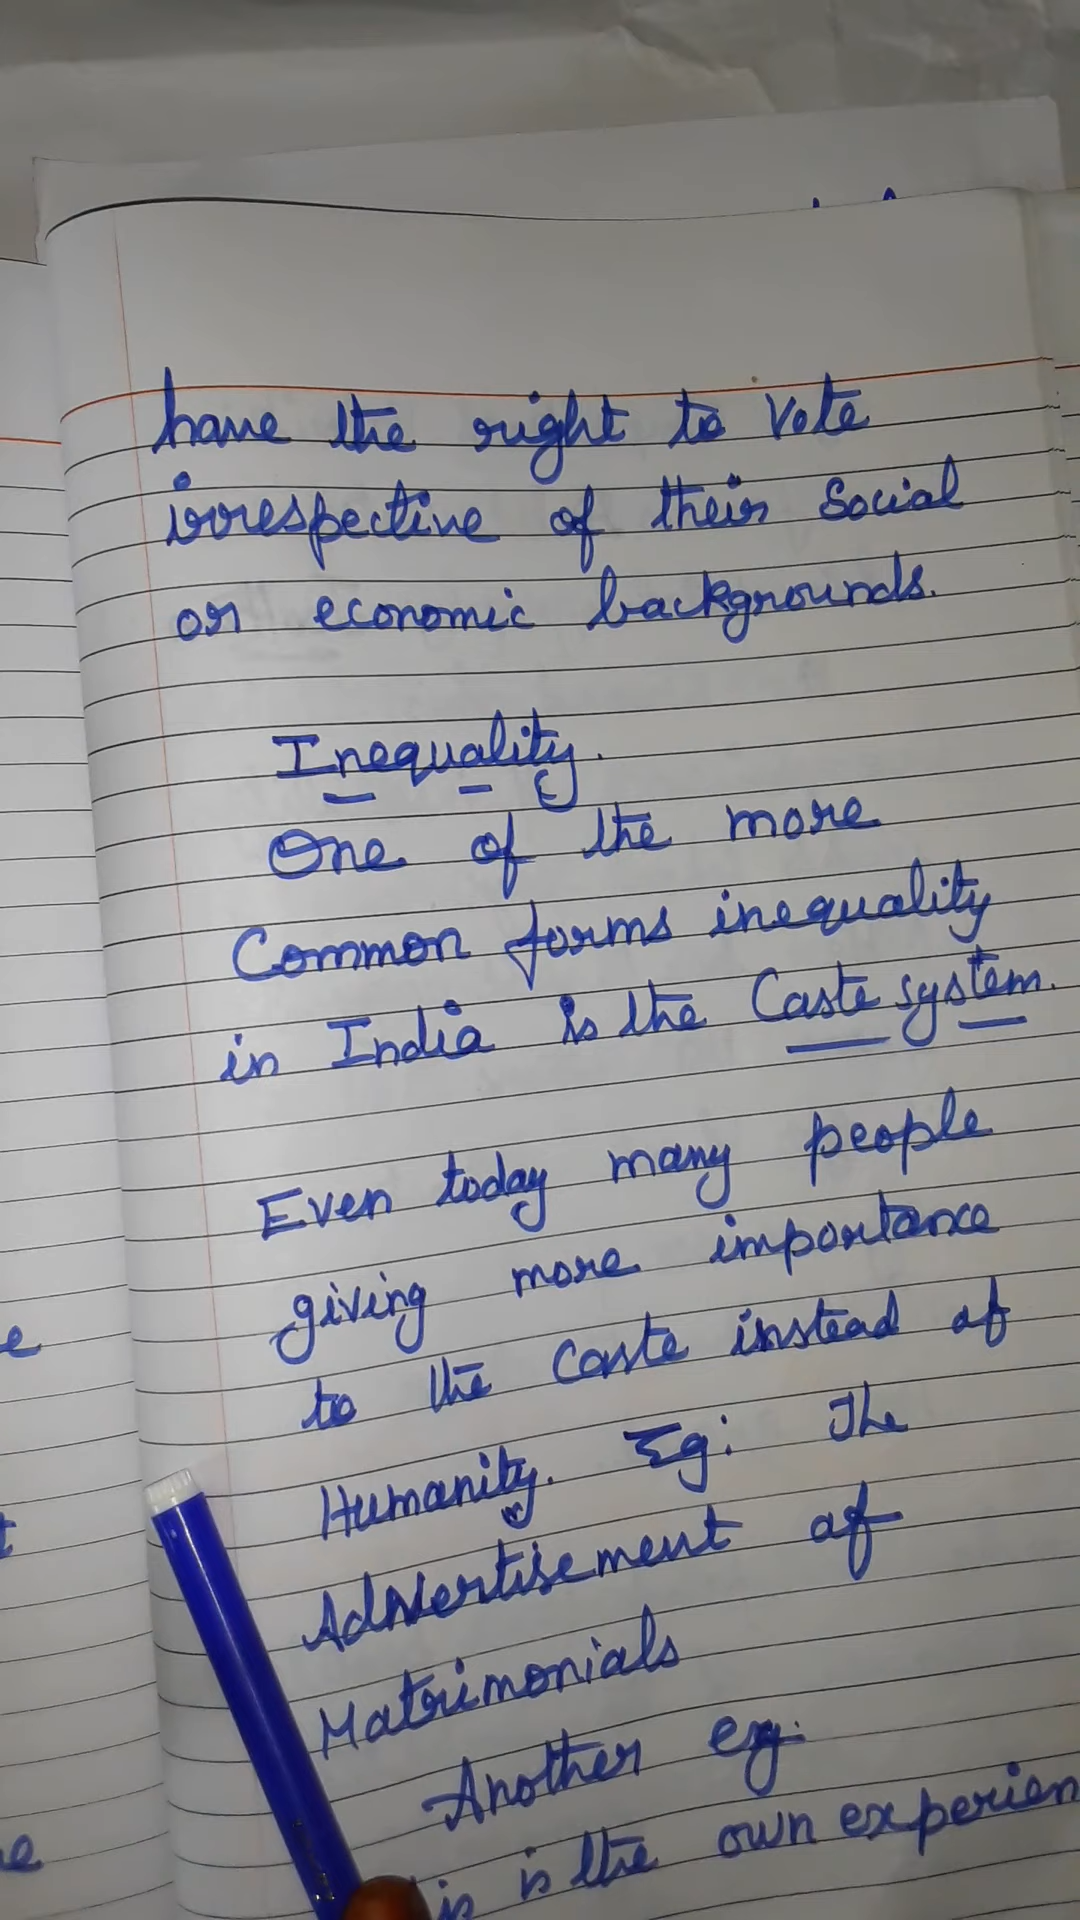 have the right to Vote
irrespective of their Social
or economic backgrounds.
Inequality.
One of the more
Common forms inequality
in India is the Caste system.
Even today many people
giving more importance
to the Caste instead of
Humanity. Eg: The
Advertisement of
Matrimonials
Another eg:
is the own experien